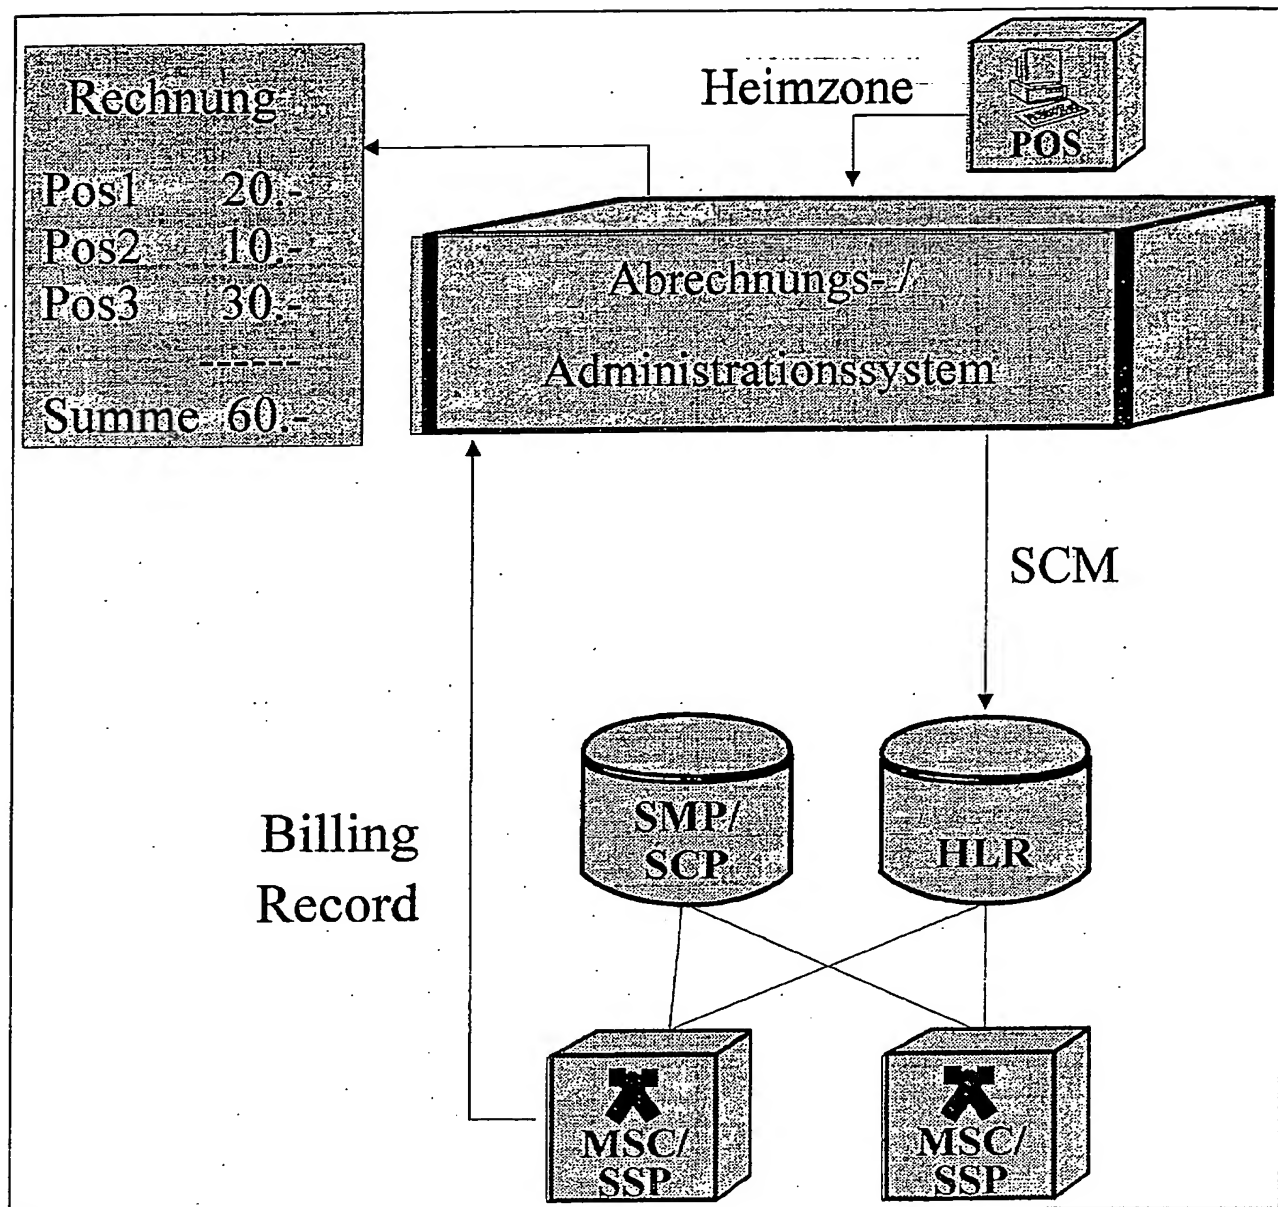 Rechnung
Pos1 20.-
Pos2 10.-
Pos3 30.-
------
Summe 60.-
Heimzone
POS
Abrechnungs- /
Administrationssystem
SCM
Billing
Record
SMP/
SCP
HLR
MSC/
SSP
MSC/
SSP